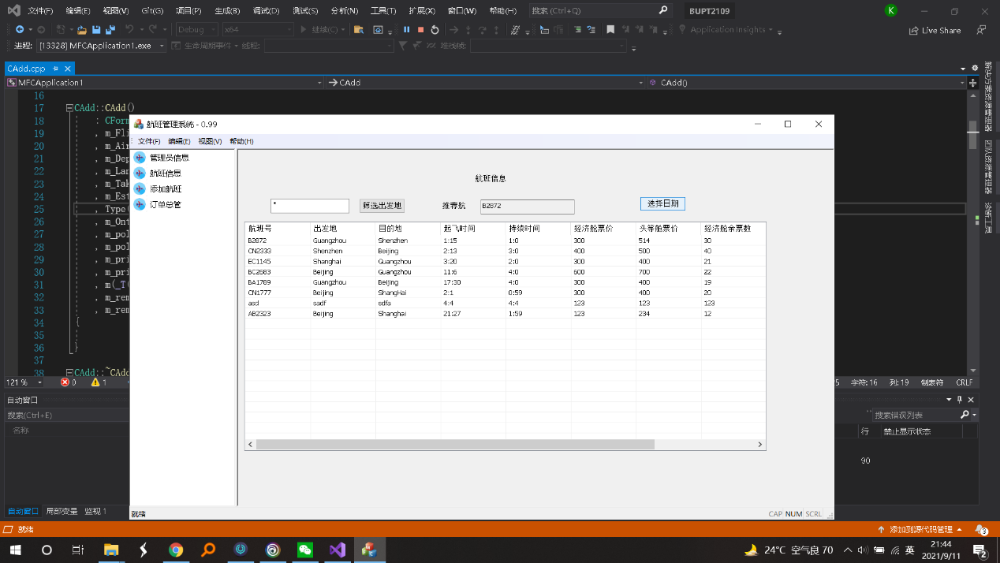 文件(F) 编辑(E) 视图(V) Git(G) 项目(P) 生成(B) 调试(D) 测试(S) 分析(N) 工具(T) 扩展(X) 窗口(W) 帮助(H) 搜索 (Ctrl+Q) BUPT2109 K
Debug x64 继续(C) Application Insights Live Share
进程: [13328] MFCApplication1.exe 生命周期事件 线程: 堆栈帧:
CAdd.cpp
MFCApplication1 CAdd CAdd()
16
17 CAdd::CAdd()
18 : CForm
19 , m_Fli
20 , m_Air
21 , m_Dep
22 , m_Lan
23 , m_Tak
24 , m_Est
25 , Type(
26 , m_Ont
27 , m_pol
28 , m_pol
29 , m_pri
30 , m_pri
31 , m(_T(
32 , m_rem
33 , m_rem
34 {
35
36 }
37
38 CAdd::~CAdd
航班管理系统 - 0.99
文件(F) 编辑(E) 视图(V) 帮助(H)
管理员信息
航班信息
添加航班
订单总管
航班信息
* 筛选出发地 推荐航 B2872 选择日期
航班号 出发地 目的地 起飞时间 持续时间 经济舱票价 头等舱票价 经济舱余票数
B2872 Guangzhou Shenzhen 1:15 1:0 300 514 30
CN2333 Shenzhen Beijing 2:13 3:0 400 500 40
EC1145 Shanghai Guangzhou 3:20 2:0 300 400 21
BC2683 Beijing Guangzhou 11:6 4:0 600 700 22
BA1789 Guangzhou Beijing 17:30 4:0 300 400 19
CN1777 Beijing ShangHai 2:1 0:59 300 400 20
asd sadf sdfa 4:4 4:4 123 123 123
AB2323 Beijing Shanghai 21:27 1:59 123 234 12
就绪 CAP NUM SCRL
121 % 0 1 5 字符: 16 列: 19 制表符 CRLF
自动窗口
搜索(Ctrl+E) 搜索错误列表
名称 行 禁止显示状态
90
自动窗口 局部变量 监视 1
就绪 添加到源代码管理 3
24°C 空气良 70 英 21:44
2021/9/11 2